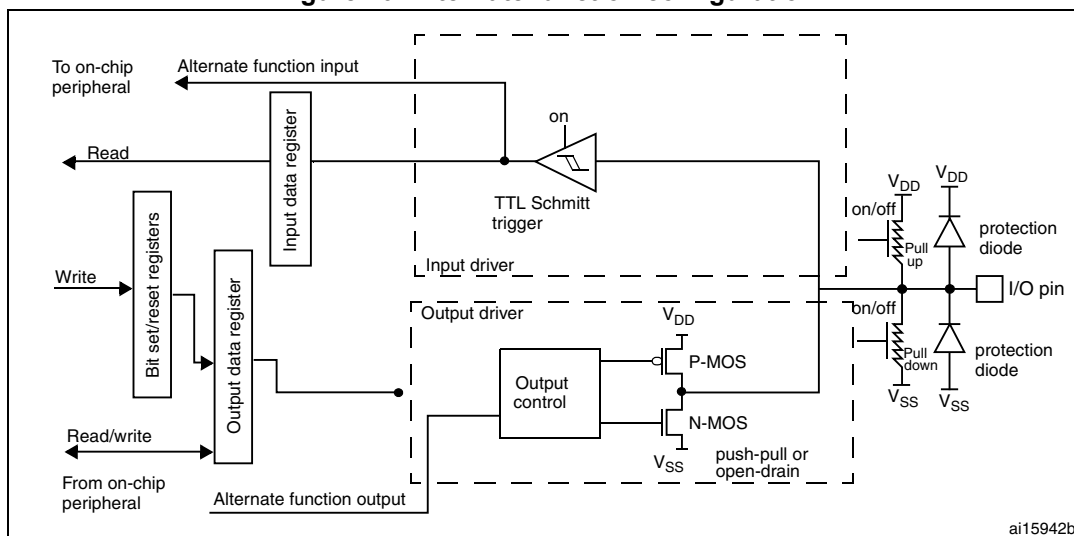 To on-chip
peripheral
Alternate function input
on
Read
Input data register
TTL Schmitt
trigger
Input driver
Write
Bit set/reset registers
Output data register
Read/write
From on-chip
peripheral
Alternate function output
Output driver
Output
control
VDD
P-MOS
N-MOS
VSS
push-pull or
open-drain
VDD
on/off
Pull
up
VDD
protection
diode
I/O pin
on/off
Pull
down
VSS
protection
diode
VSS
ai15942b